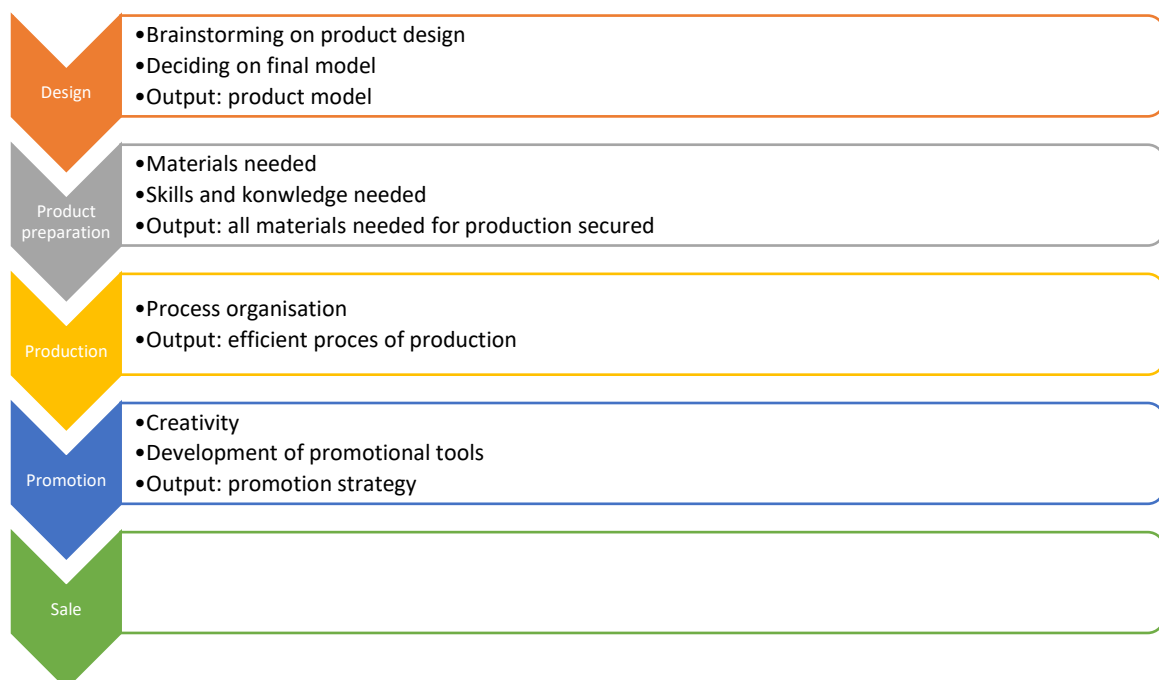 Design
•Brainstorming on product design
•Deciding on final model
•Output: product model
Product
preparation
•Materials needed
•Skills and konwledge needed
•Output: all materials needed for production secured
Production
•Process organisation
•Output: efficient proces of production
Promotion
•Creativity
•Development of promotional tools
•Output: promotion strategy
Sale